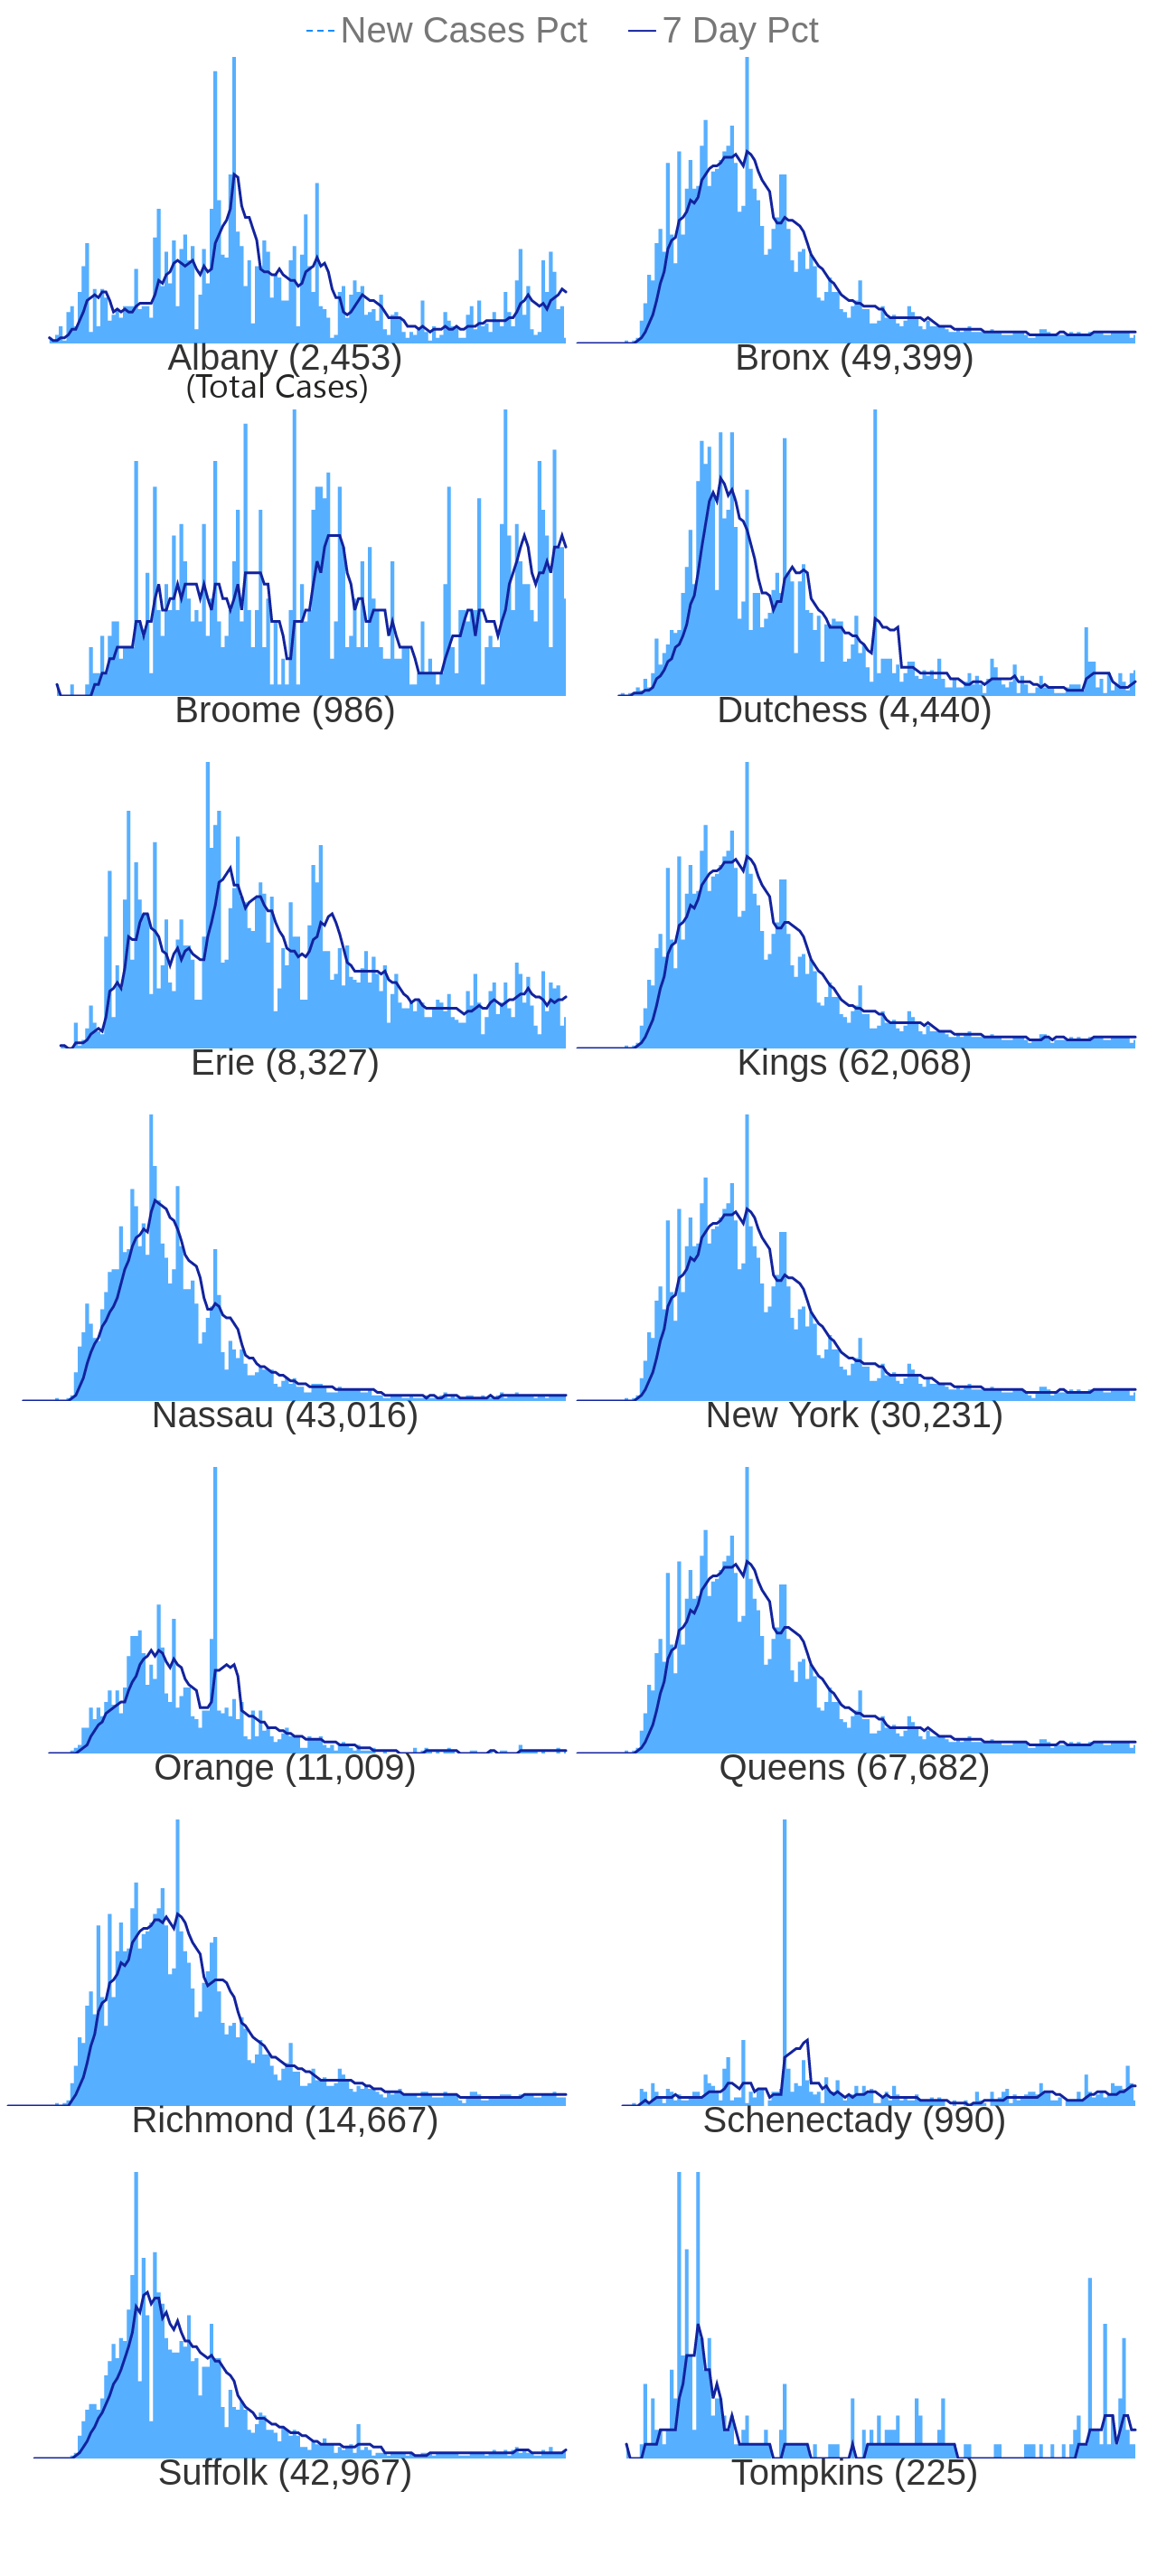 New Cases Pct 7 Day Pct
Albany (2,453) Bronx (49,399)
(Total Cases)
Broome (986) Dutchess (4,440)
Erie (8,327) Kings (62,068)
Nassau (43,016) New York (30,231)
Orange (11,009) Queens (67,682)
Richmond (14,667) Schenectady (990)
Suffolk (42,967) Tompkins (225)